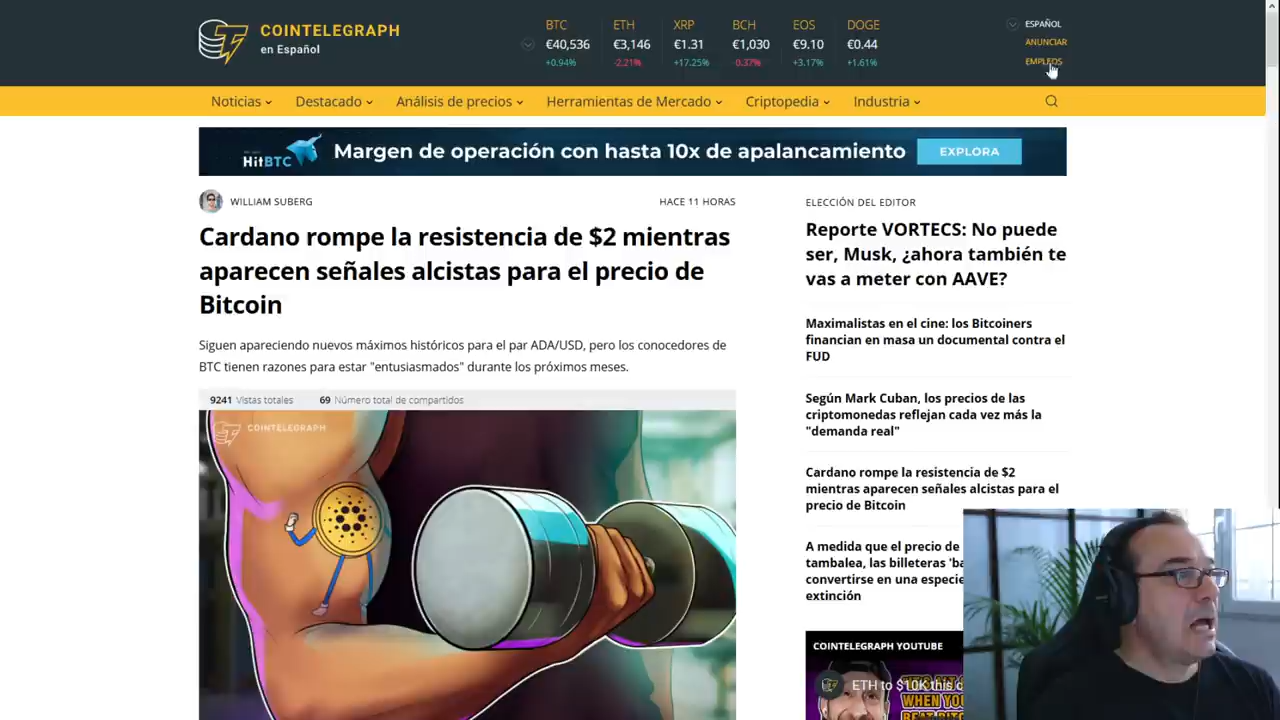 COINTELEGRAPH
en Español
BTC ETH XRP BCH EOS DOGE
€40,536 €3,146 €1.31 €1,030 €9.10 €0.44
+0.94% -2.21% +17.25% -0.37% +3.17% +1.61%
ESPAÑOL
ANUNCIAR
EMPLEOS
Noticias Destacado Análisis de precios Herramientas de Mercado Criptopedia Industria
HitBTC Margen de operación con hasta 10x de apalancamiento EXPLORA
WILLIAM SUBERG HACE 11 HORAS
Cardano rompe la resistencia de $2 mientras
aparecen señales alcistas para el precio de
Bitcoin
Siguen apareciendo nuevos máximos históricos para el par ADA/USD, pero los conocedores de
BTC tienen razones para estar "entusiasmados" durante los próximos meses.
9241 Vistas totales 69 Número total de compartidos
COINTELEGRAPH
ELECCIÓN DEL EDITOR
Reporte VORTECS: No puede
ser, Musk, ¿ahora también te
vas a meter con AAVE?
Maximalistas en el cine: los Bitcoiners
financian en masa un documental contra el
FUD
Según Mark Cuban, los precios de las
criptomonedas reflejan cada vez más la
"demanda real"
Cardano rompe la resistencia de $2
mientras aparecen señales alcistas para el
precio de Bitcoin
A medida que el precio de
tambalea, las billeteras 'ba
convertirse en una especie
extinción
COINTELEGRAPH YOUTUBE
ETH to $10K this
WHEN YOU